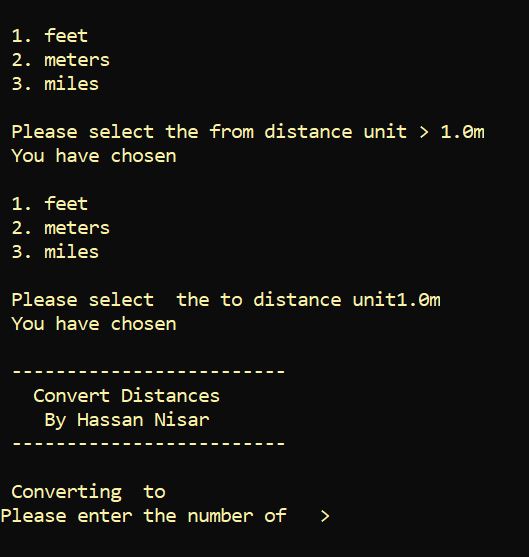 1. feet
2. meters
3. miles
Please select the from distance unit > 1.0m
You have chosen
1. feet
2. meters
3. miles
Please select  the to distance unit1.0m
You have chosen
-------------------------
Convert Distances
By Hassan Nisar
-------------------------
Converting  to
Please enter the number of   >